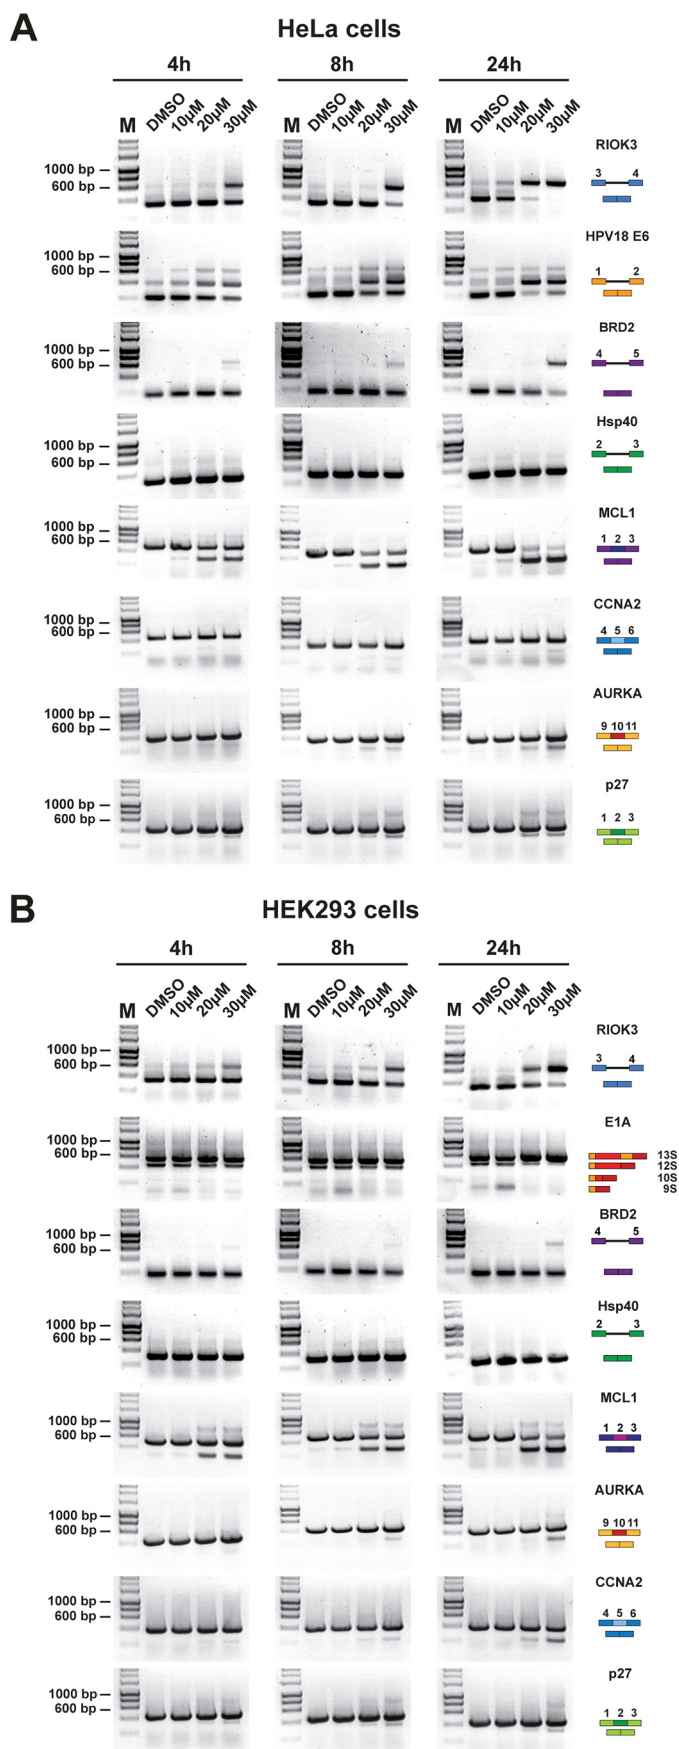 A
HeLa cells
4h 8h 24h
M DMSO 10µM 20µM 30µM M DMSO 10µM 20µM 30µM M DMSO 10µM 20µM 30µM
RIOK3
1000 bp
600 bp
3 4
HPV18 E6
1000 bp
600 bp
1 2
BRD2
1000 bp
600 bp
4 5
Hsp40
1000 bp
600 bp
2 3
MCL1
1000 bp
600 bp
1 2 3
CCNA2
1000 bp
600 bp
4 5 6
AURKA
1000 bp
600 bp
9 10 11
p27
1000 bp
600 bp
1 2 3
B
HEK293 cells
4h 8h 24h
M DMSO 10µM 20µM 30µM M DMSO 10µM 20µM 30µM M DMSO 10µM 20µM 30µM
RIOK3
1000 bp
600 bp
3 4
E1A
1000 bp
600 bp
13S
12S
10S
9S
BRD2
1000 bp
600 bp
4 5
Hsp40
1000 bp
600 bp
2 3
MCL1
1000 bp
600 bp
1 2 3
AURKA
1000 bp
600 bp
9 10 11
CCNA2
1000 bp
600 bp
4 5 6
p27
1000 bp
600 bp
1 2 3